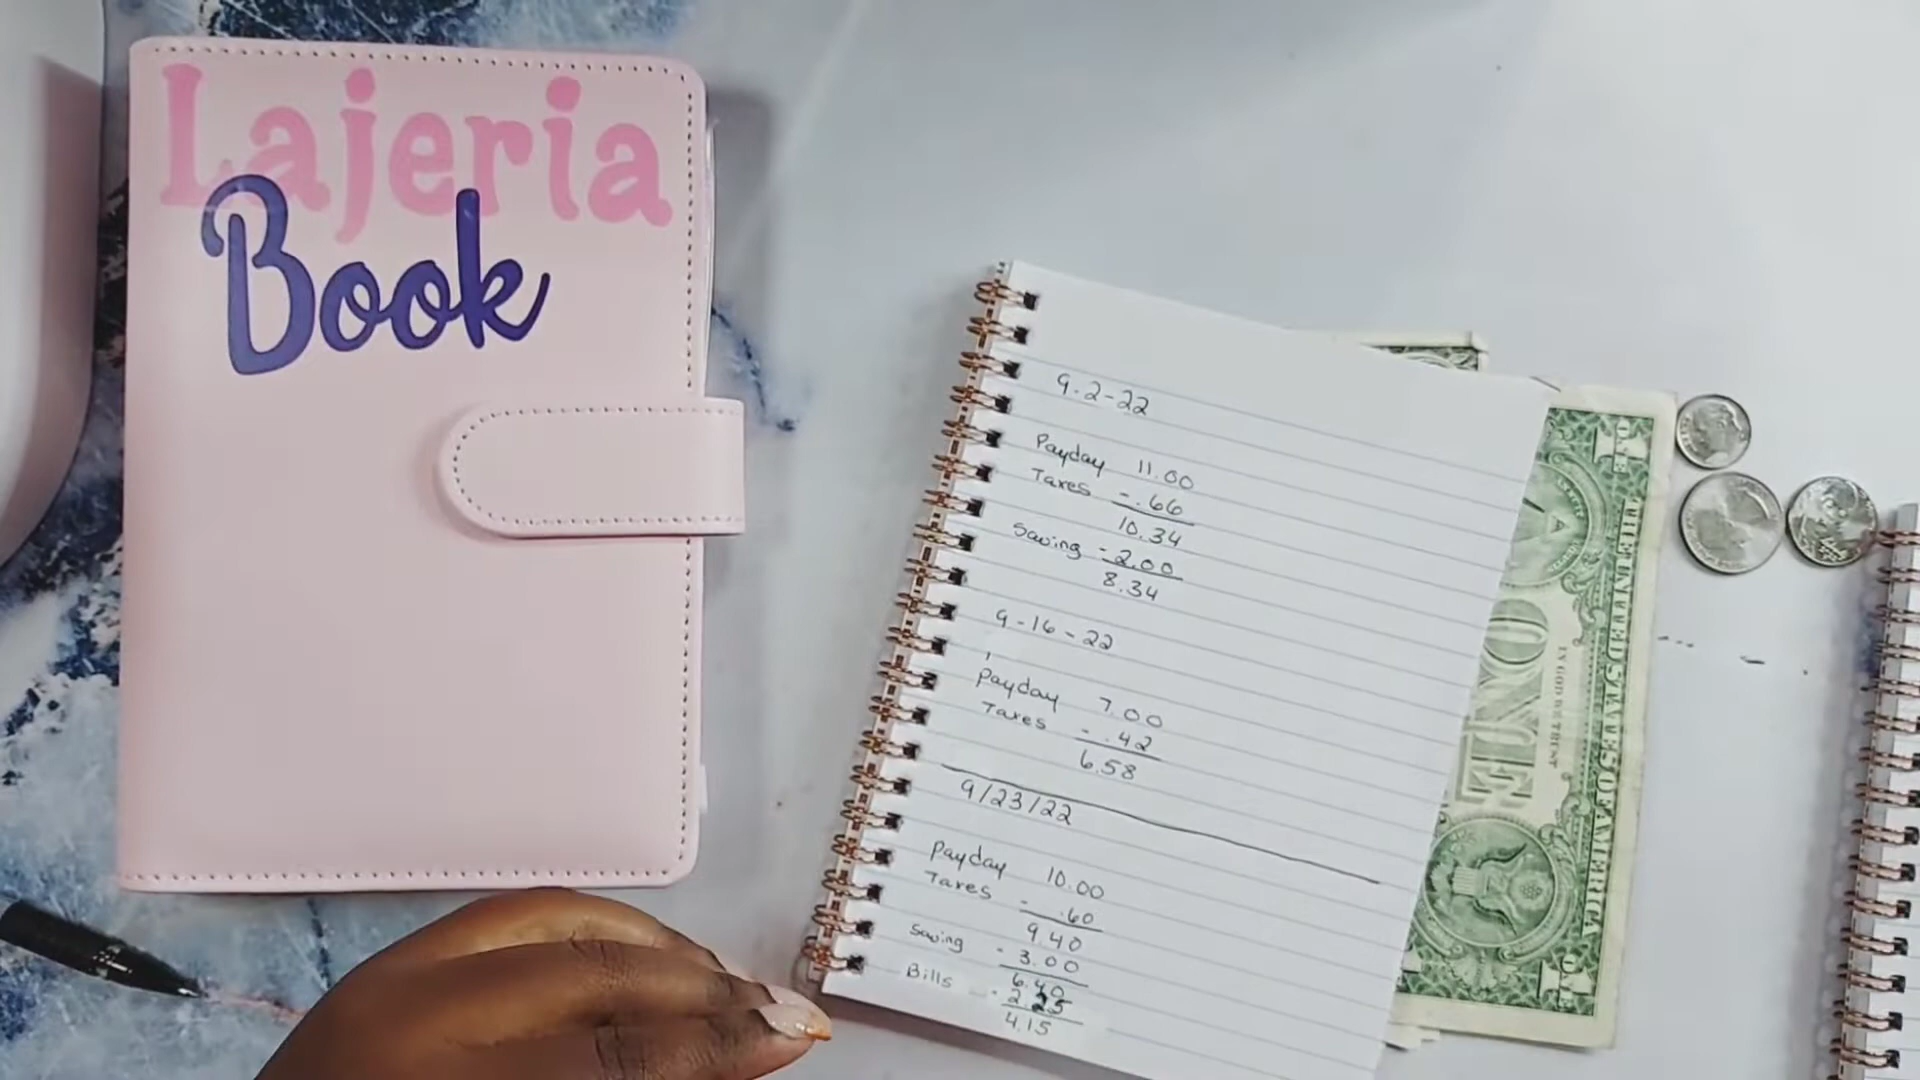 Lajeria
Book
9-2-22
Payday 11.00
Taxes - .66
10.34
Saving - 2.00
8.34
9-16-22
Payday 7.00
Taxes - .42
6.58
9/23/22
Payday 10.00
Taxes - .60
9.40
Saving - 3.00
6.40
Bills - 2.25
4.15
ONE